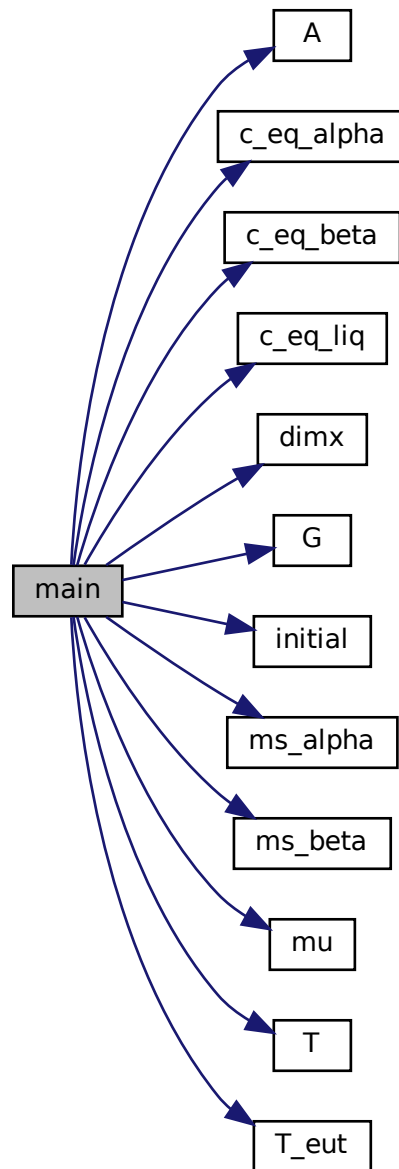 A
c_eq_alpha
c_eq_beta
c_eq_liq
dimx
G
main
initial
ms_alpha
ms_beta
mu
T
T_eut